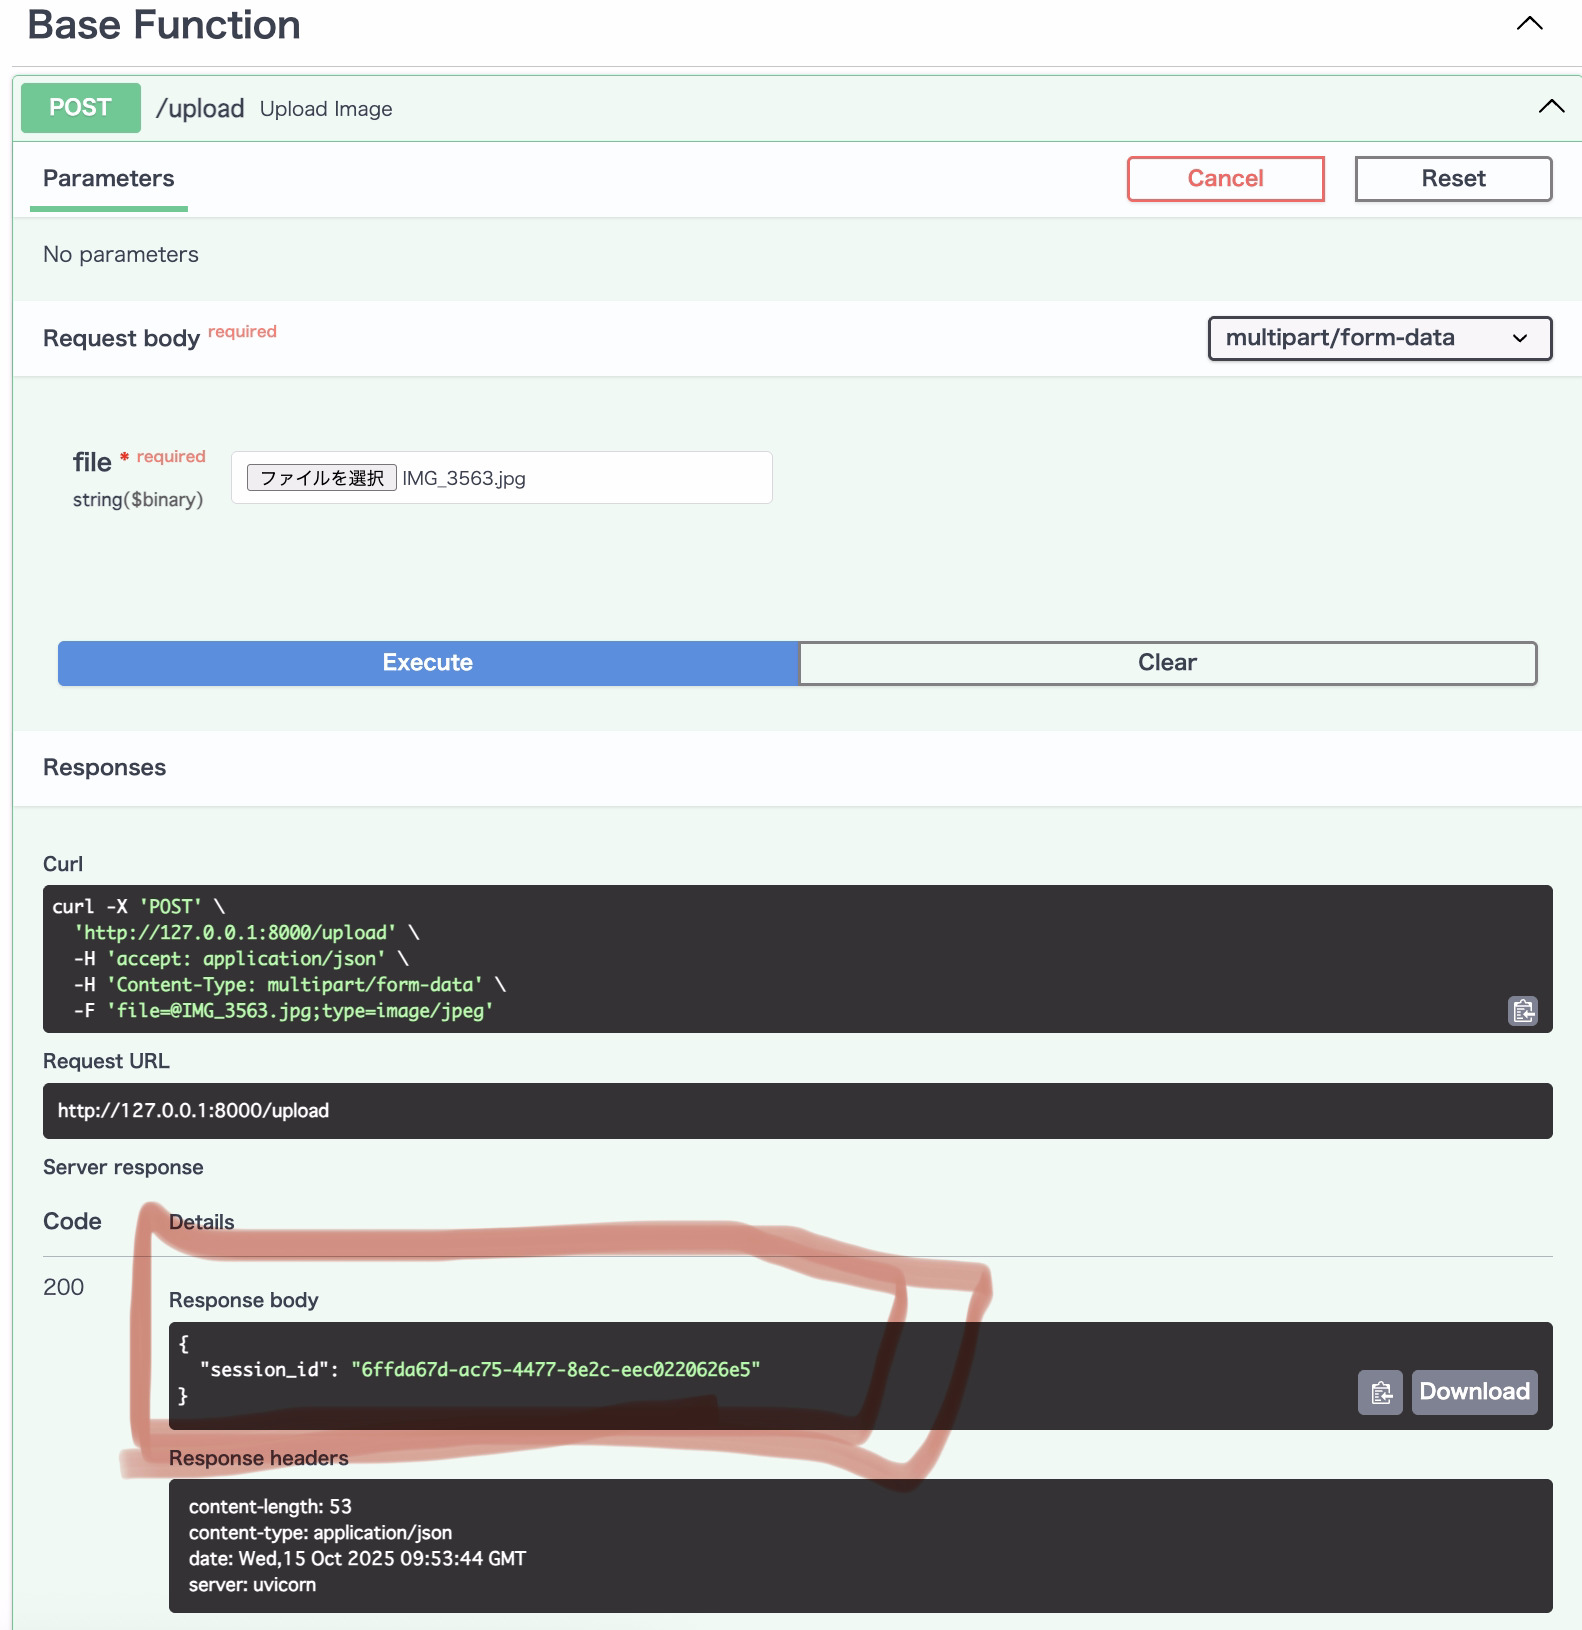 Base Function
POST /upload Upload Image
Parameters
Cancel
Reset
No parameters
Request body required
multipart/form-data
file * required
string($binary)
ファイルを選択 IMG_3563.jpg
Execute
Clear
Responses
Curl
curl -X 'POST' \
  'http://127.0.0.1:8000/upload' \
  -H 'accept: application/json' \
  -H 'Content-Type: multipart/form-data' \
  -F 'file=@IMG_3563.jpg;type=image/jpeg'
Request URL
http://127.0.0.1:8000/upload
Server response
Code Details
200
Response body
{
  "session_id": "6ffda67d-ac75-4477-8e2c-eec0220626e5"
}
Download
Response headers
content-length: 53
content-type: application/json
date: Wed,15 Oct 2025 09:53:44 GMT
server: uvicorn